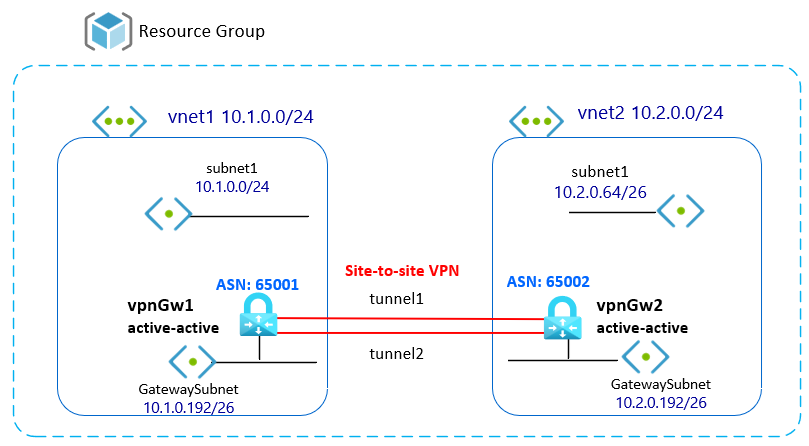 Resource Group
vnet1 10.1.0.0/24
vnet2 10.2.0.0/24
subnet1
10.1.0.0/24
subnet1
10.2.0.64/26
Site-to-site VPN
ASN: 65001
ASN: 65002
tunnel1
vpnGw1
active-active
vpnGw2
active-active
tunnel2
GatewaySubnet
10.1.0.192/26
GatewaySubnet
10.2.0.192/26